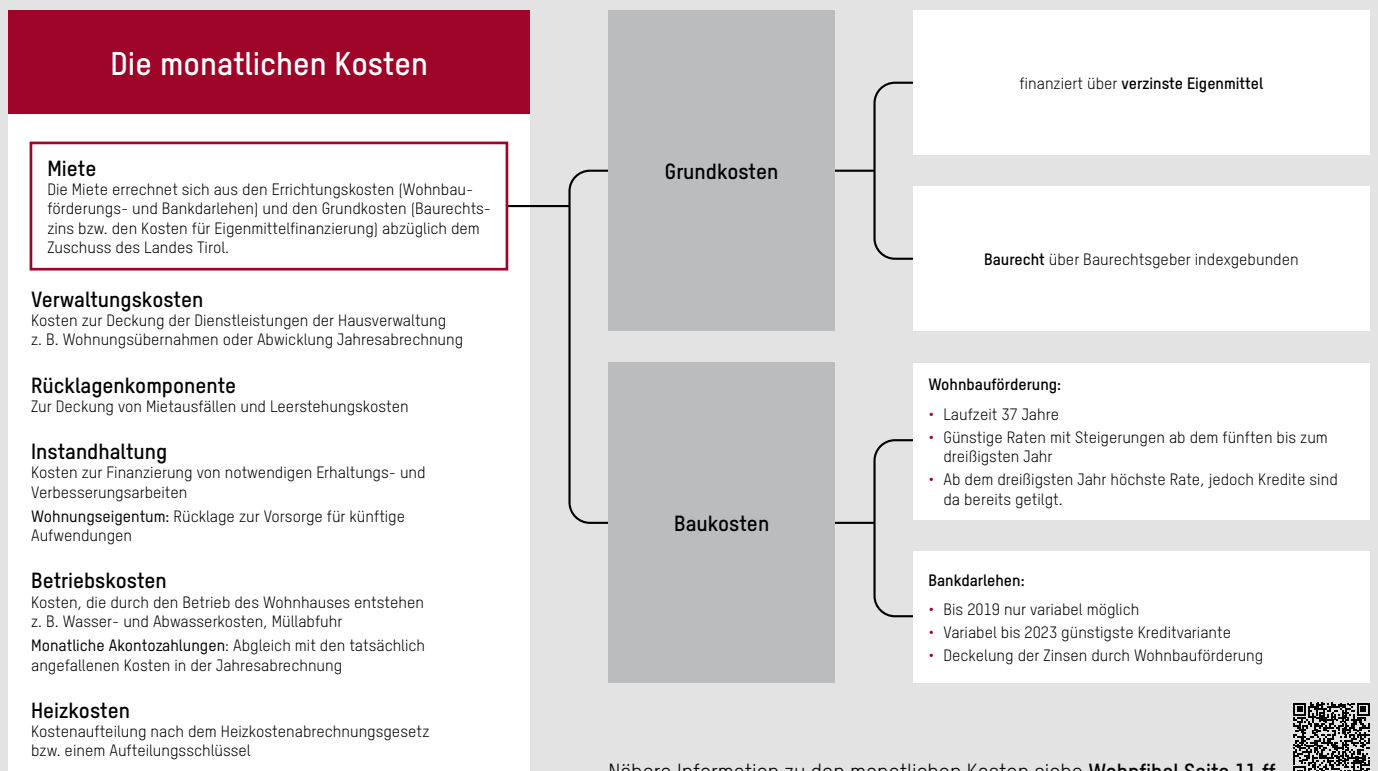 Die monatlichen Kosten
Miete
Die Miete errechnet sich aus den Errichtungskosten (Wohnbau-
förderungs- und Bankdarlehen) und den Grundkosten (Baurechts-
zins bzw. den Kosten für Eigenmittelfinanzierung) abzüglich dem
Zuschuss des Landes Tirol.
Verwaltungskosten
Kosten zur Deckung der Dienstleistungen der Hausverwaltung
z. B. Wohnungsübernahmen oder Abwicklung Jahresabrechnung
Rücklagenkomponente
Zur Deckung von Mietausfällen und Leerstehungskosten
Instandhaltung
Kosten zur Finanzierung von notwendigen Erhaltungs- und
Verbesserungsarbeiten
Wohnungseigentum: Rücklage zur Vorsorge für künftige
Aufwendungen
Betriebskosten
Kosten, die durch den Betrieb des Wohnhauses entstehen
z. B. Wasser- und Abwasserkosten, Müllabfuhr
Monatliche Akontozahlungen: Abgleich mit den tatsächlich
angefallenen Kosten in der Jahresabrechnung
Heizkosten
Kostenaufteilung nach dem Heizkostenabrechnungsgesetz
bzw. einem Aufteilungsschlüssel
Grundkosten
finanziert über verzinste Eigenmittel
Baurecht über Baurechtsgeber indexgebunden
Baukosten
Wohnbauförderung:
• Laufzeit 37 Jahre
• Günstige Raten mit Steigerungen ab dem fünften bis zum
dreißigsten Jahr
• Ab dem dreißigsten Jahr höchste Rate, jedoch Kredite sind
da bereits getilgt.
Bankdarlehen:
• Bis 2019 nur variabel möglich
• Variabel bis 2023 günstigste Kreditvariante
• Deckelung der Zinsen durch Wohnbauförderung
Nähere Information zu den monatlichen Kosten siehe Wohnfibel Seite 11 ff